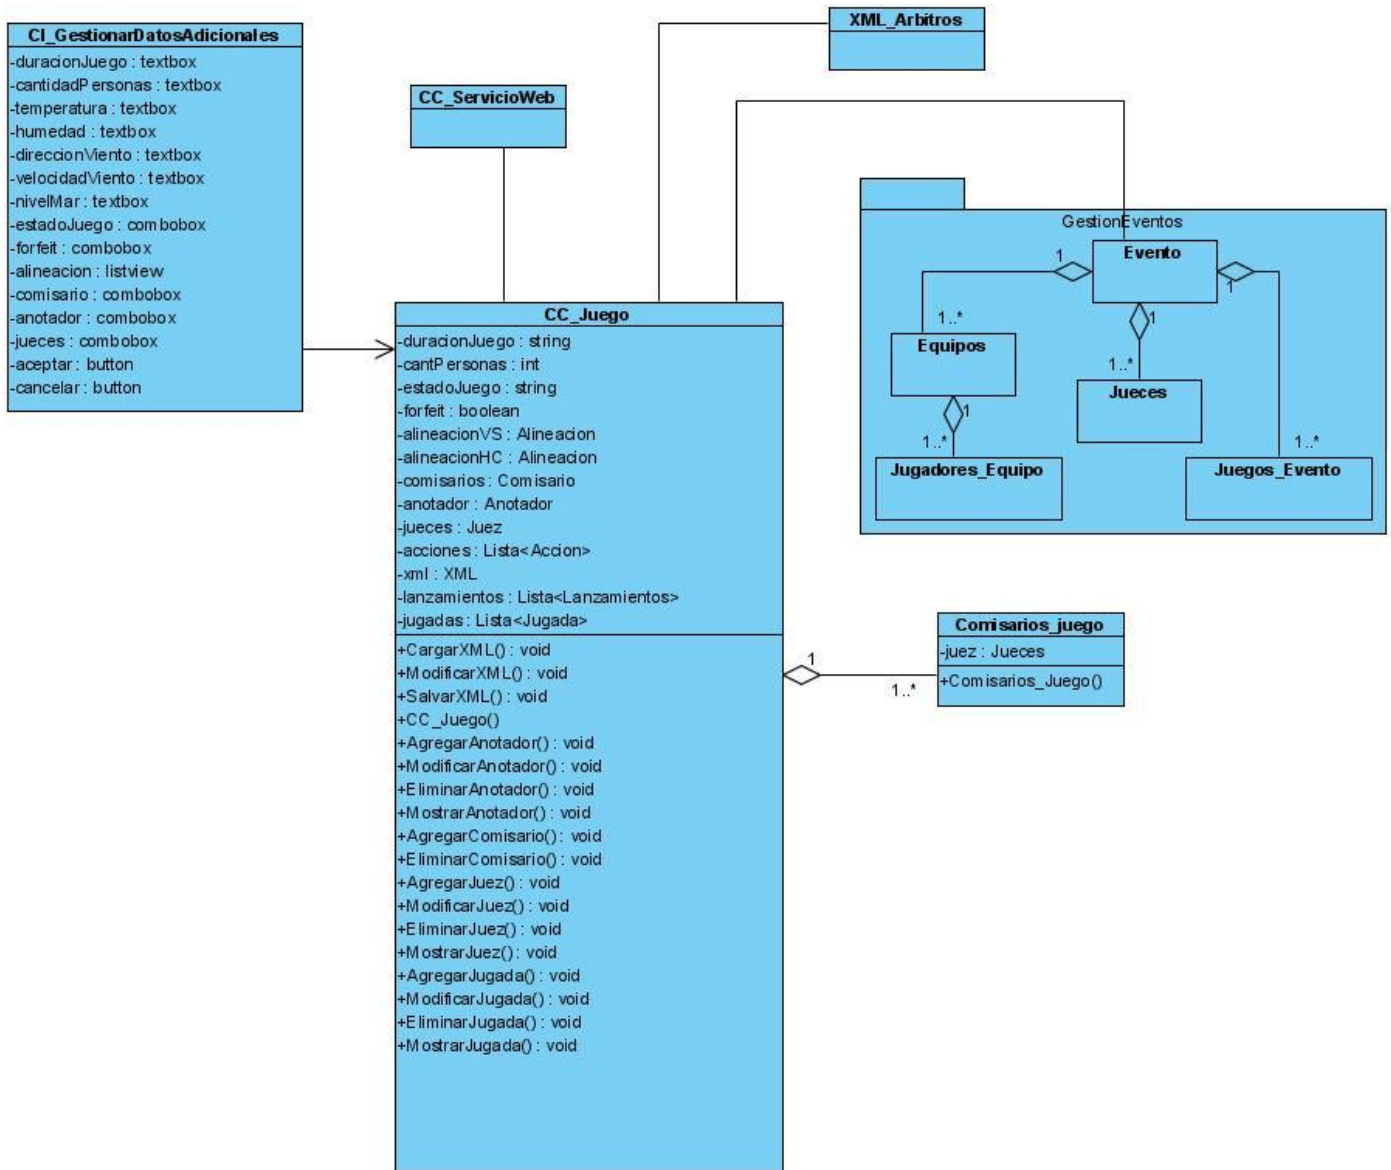 CI_GestionarDatosAdicionales
-duracionJuego : textbox
-cantidadPersonas : textbox
-temperatura : textbox
-humedad : textbox
-direccionViento : textbox
-velocidadViento : textbox
-nivelMar : textbox
-estadoJuego : combobox
-forfeit : combobox
-alineacion : listview
-comisario : combobox
-anotador : combobox
-jueces : combobox
-aceptar : button
-cancelar : button
CC_ServicioWeb
XML_Arbitros
GestionEventos
Evento
1
1
1
1..*
1..*
1..*
Equipos
Jueces
1
1..*
Jugadores_Equipo
Juegos_Evento
CC_Juego
-duracionJuego : string
-cantPersonas : int
-estadoJuego : string
-forfeit : boolean
-alineacionVS : Alineacion
-alineacionHC : Alineacion
-comisarios : Comisario
-anotador : Anotador
-jueces : Juez
-acciones : Lista<Accion>
-xml : XML
-lanzamientos : Lista<Lanzamientos>
-jugadas : Lista<Jugada>
+CargarXML() : void
+ModificarXML() : void
+SalvarXML() : void
+CC_Juego()
+AgregarAnotador() : void
+ModificarAnotador() : void
+EliminarAnotador() : void
+MostrarAnotador() : void
+AgregarComisario() : void
+EliminarComisario() : void
+AgregarJuez() : void
+ModificarJuez() : void
+EliminarJuez() : void
+MostrarJuez() : void
+AgregarJugada() : void
+ModificarJugada() : void
+EliminarJugada() : void
+MostrarJugada() : void
1
1..*
Comisarios_juego
-juez : Jueces
+Comisarios_Juego()